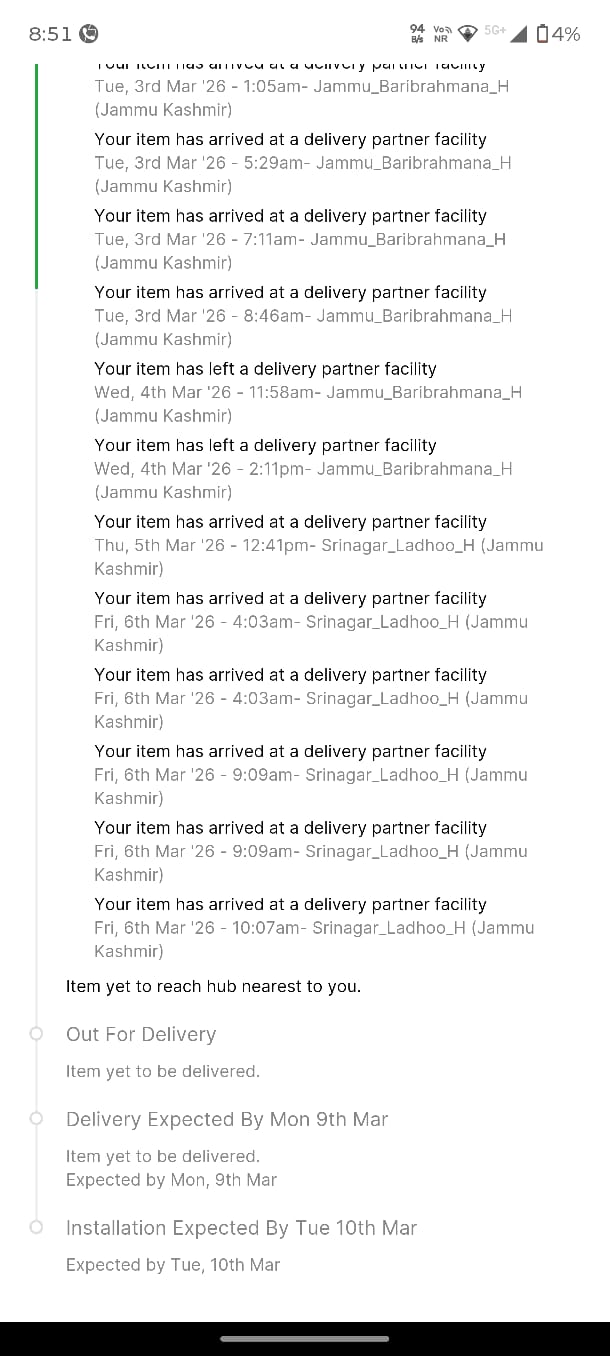 8:51
94 B/s
Vo NR
5G+
4%
Your item has arrived at a delivery partner facility
Tue, 3rd Mar '26 - 1:05am- Jammu_Baribrahmana_H
(Jammu Kashmir)
Your item has arrived at a delivery partner facility
Tue, 3rd Mar '26 - 5:29am- Jammu_Baribrahmana_H
(Jammu Kashmir)
Your item has arrived at a delivery partner facility
Tue, 3rd Mar '26 - 7:11am- Jammu_Baribrahmana_H
(Jammu Kashmir)
Your item has arrived at a delivery partner facility
Tue, 3rd Mar '26 - 8:46am- Jammu_Baribrahmana_H
(Jammu Kashmir)
Your item has left a delivery partner facility
Wed, 4th Mar '26 - 11:58am- Jammu_Baribrahmana_H
(Jammu Kashmir)
Your item has left a delivery partner facility
Wed, 4th Mar '26 - 2:11pm- Jammu_Baribrahmana_H
(Jammu Kashmir)
Your item has arrived at a delivery partner facility
Thu, 5th Mar '26 - 12:41pm- Srinagar_Ladhoo_H (Jammu
Kashmir)
Your item has arrived at a delivery partner facility
Fri, 6th Mar '26 - 4:03am- Srinagar_Ladhoo_H (Jammu
Kashmir)
Your item has arrived at a delivery partner facility
Fri, 6th Mar '26 - 4:03am- Srinagar_Ladhoo_H (Jammu
Kashmir)
Your item has arrived at a delivery partner facility
Fri, 6th Mar '26 - 9:09am- Srinagar_Ladhoo_H (Jammu
Kashmir)
Your item has arrived at a delivery partner facility
Fri, 6th Mar '26 - 9:09am- Srinagar_Ladhoo_H (Jammu
Kashmir)
Your item has arrived at a delivery partner facility
Fri, 6th Mar '26 - 10:07am- Srinagar_Ladhoo_H (Jammu
Kashmir)
Item yet to reach hub nearest to you.
Out For Delivery
Item yet to be delivered.
Delivery Expected By Mon 9th Mar
Item yet to be delivered.
Expected by Mon, 9th Mar
Installation Expected By Tue 10th Mar
Expected by Tue, 10th Mar